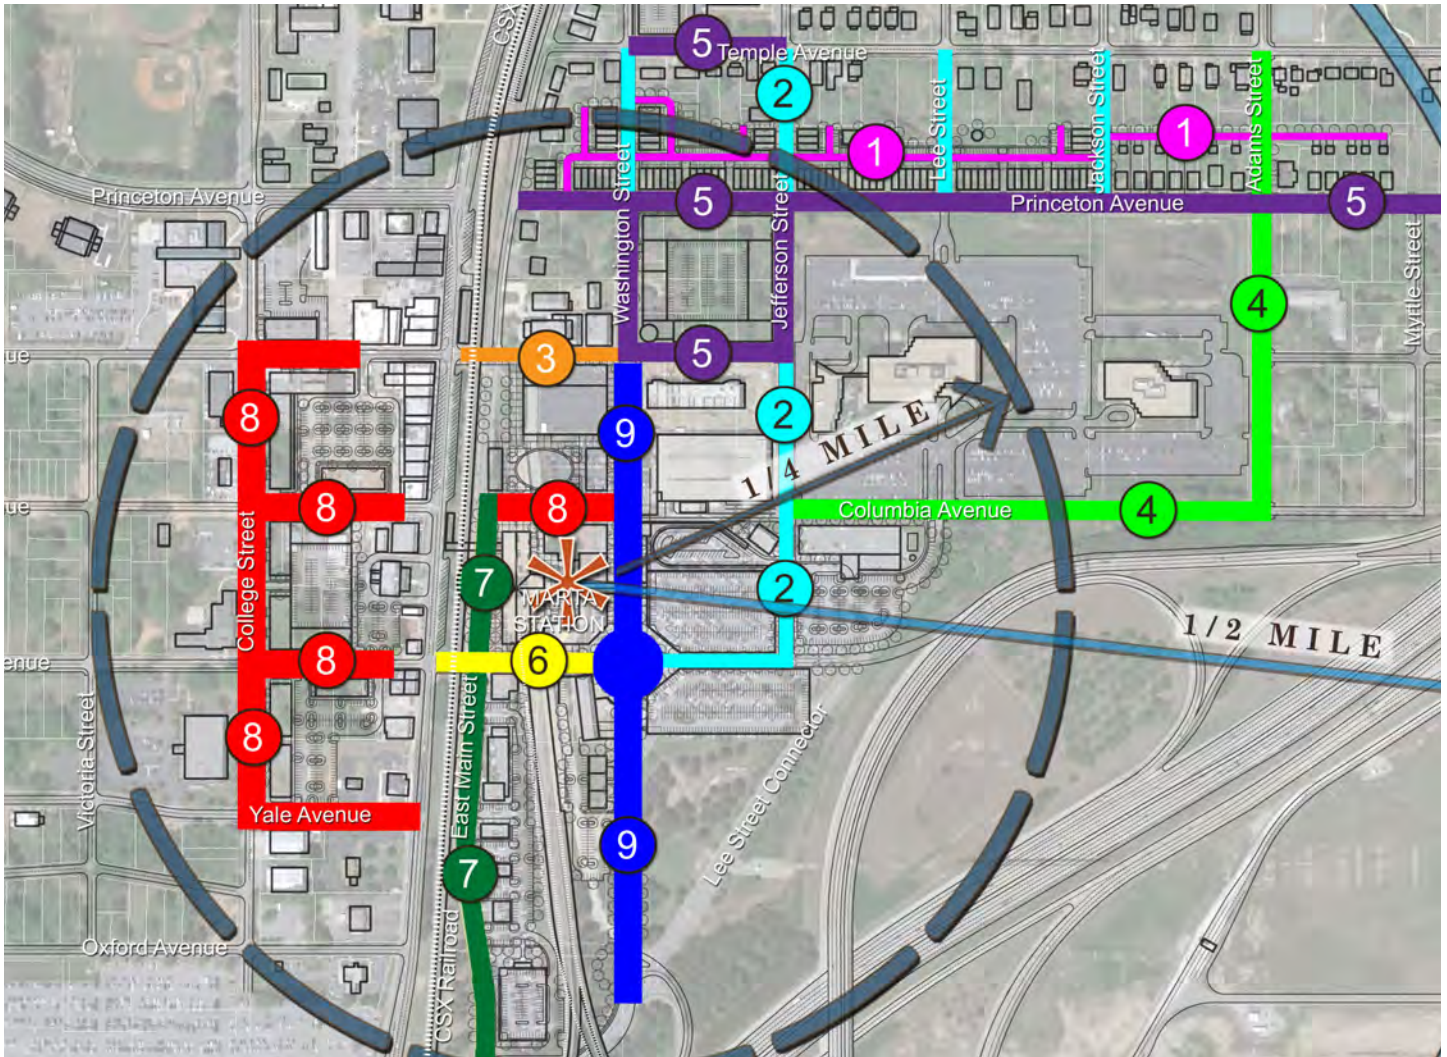 CSX
5
Temple Avenue
2
1
1
Lee Street
Jackson Street
Adams Street
Princeton Avenue
Washington Street
5
Jefferson Street
Princeton Avenue
5
Myrtle Street
4
nue
3
5
8
9
2
1/4 MILE
nue
8
8
Columbia Avenue
4
College Street
7
MARTA
STATION
2
1/2 MILE
enue
8
6
Victoria Street
8
East Main Street
Lee Street Connector
Yale Avenue
9
7
Oxford Avenue
CSX Railroad